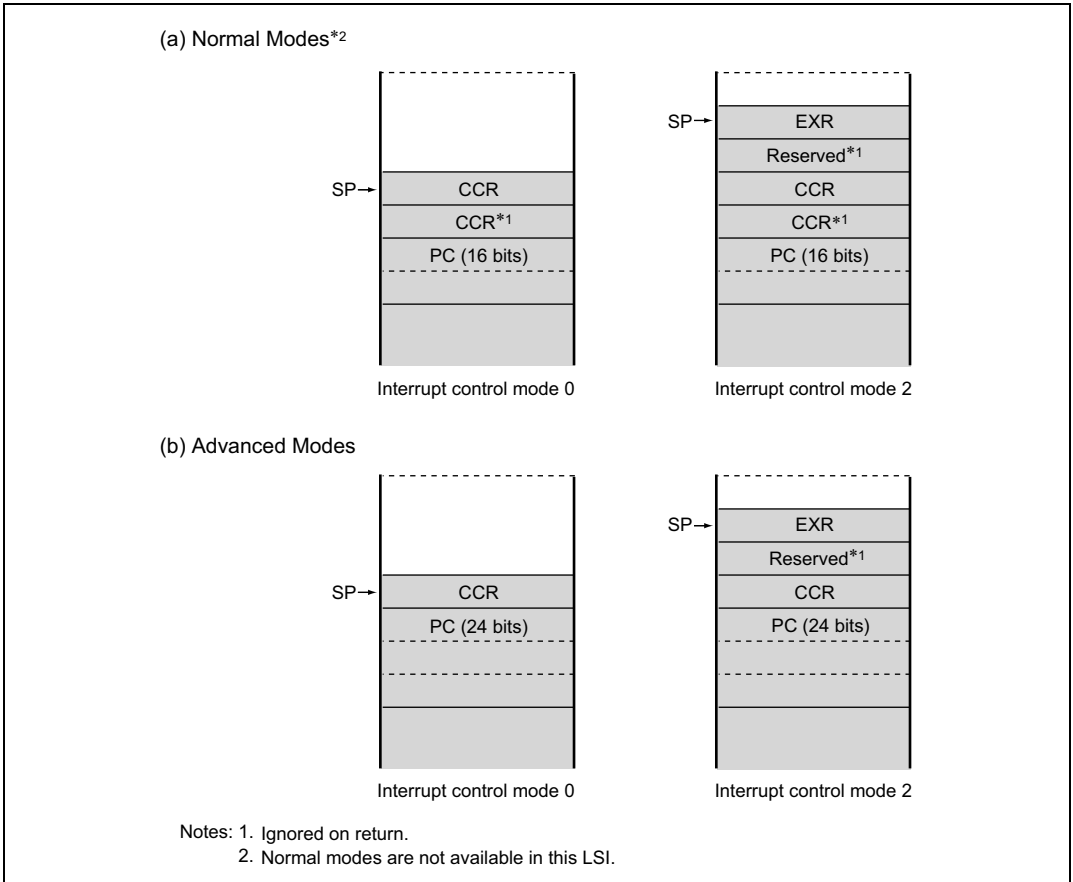 (a) Normal Modes*2
SP→ EXR
Reserved*1
SP→ CCR CCR
CCR*1 CCR*1
PC (16 bits) PC (16 bits)
Interrupt control mode 0 Interrupt control mode 2
(b) Advanced Modes
SP→ EXR
Reserved*1
SP→ CCR CCR
PC (24 bits) PC (24 bits)
Interrupt control mode 0 Interrupt control mode 2
Notes: 1. Ignored on return.
2. Normal modes are not available in this LSI.